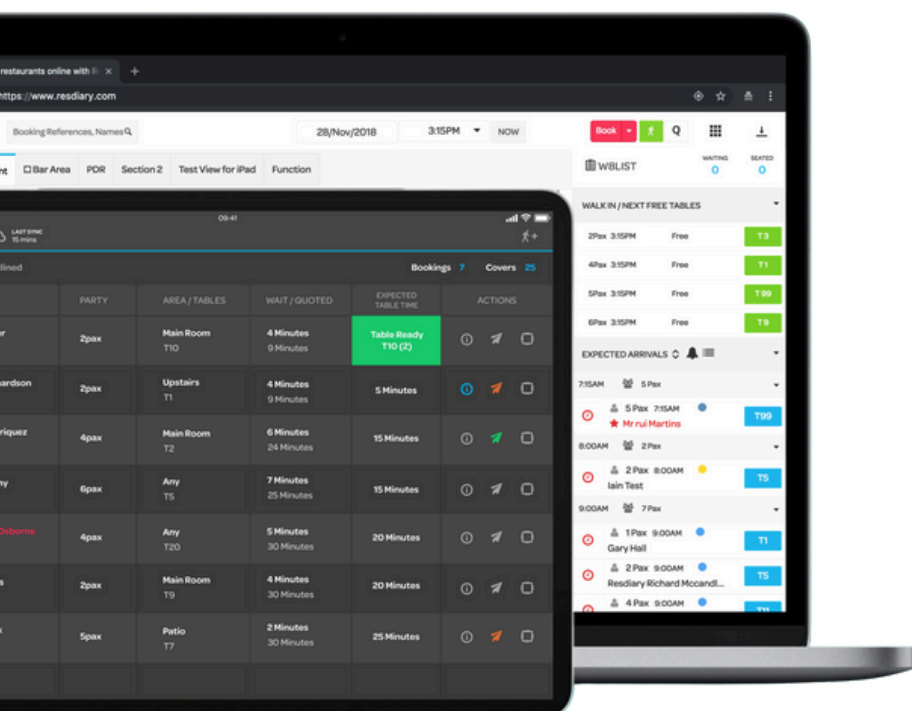 restaurants online with R
https://www.resdiary.com
Booking References, Names
28/Nov/2018 3:15PM NOW
Book Q
nt Bar Area PDR Section 2 Test View for iPad Function
WBLIST WAITING 0 SEATED 0
WALK IN / NEXT FREE TABLES
2Pax 3:15PM Free T3
4Pax 3:15PM Free T1
5Pax 3:15PM Free T99
6Pax 3:15PM Free T9
EXPECTED ARRIVALS
7:15AM 5 Pax
5 Pax 7:15AM T99
Mr rui Martins
8:00AM 2 Pax
2 Pax 8:00AM T5
Iain Test
9:00AM 7 Pax
1 Pax 9:00AM T1
Gary Hall
2 Pax 9:00AM T5
Resdiary Richard Mccandl...
4 Pax 9:00AM T11
09:41
LAST SYNC
15 mins
lined Bookings 7 Covers 25
PARTY AREA / TABLES WAIT / QUOTED EXPECTED TABLE TIME ACTIONS
r 2pax Main Room 4 Minutes Table Ready
T10 9 Minutes T10 (2)
ardson 2pax Upstairs 4 Minutes 5 Minutes
T1 9 Minutes
riquez 4pax Main Room 6 Minutes 15 Minutes
T2 24 Minutes
ny 6pax Any 7 Minutes 15 Minutes
T5 25 Minutes
Osborne 4pax Any 5 Minutes 20 Minutes
T20 30 Minutes
s 2pax Main Room 4 Minutes 20 Minutes
T9 30 Minutes
5pax Patio 2 Minutes 25 Minutes
T7 30 Minutes